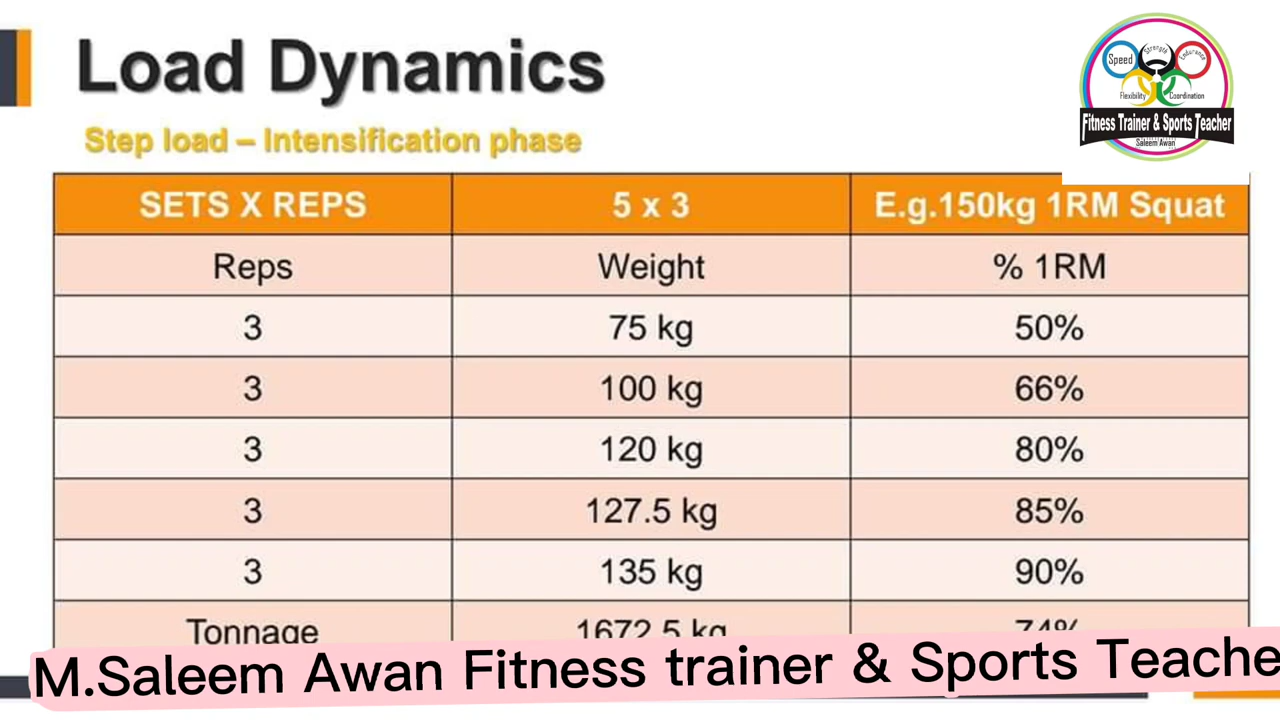 Load Dynamics
Speed
Strength
Endurance
Flexibility
Coordination
Fitness Trainer & Sports Teacher
Saleem Awan
Step load – Intensification phase
SETS X REPS 5 x 3 E.g.150kg 1RM Squat
Reps Weight % 1RM
3 75 kg 50%
3 100 kg 66%
3 120 kg 80%
3 127.5 kg 85%
3 135 kg 90%
Tonnage 1672.5 kg 74%
M.Saleem Awan Fitness trainer & Sports Teache